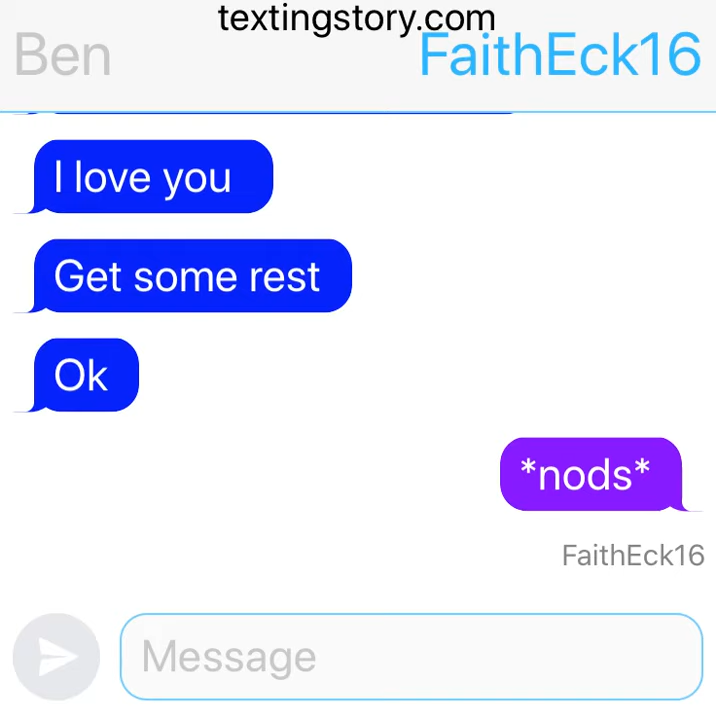 textingstory.com
Ben FaithEck16
I love you
Get some rest
Ok
*nods*
FaithEck16
Message